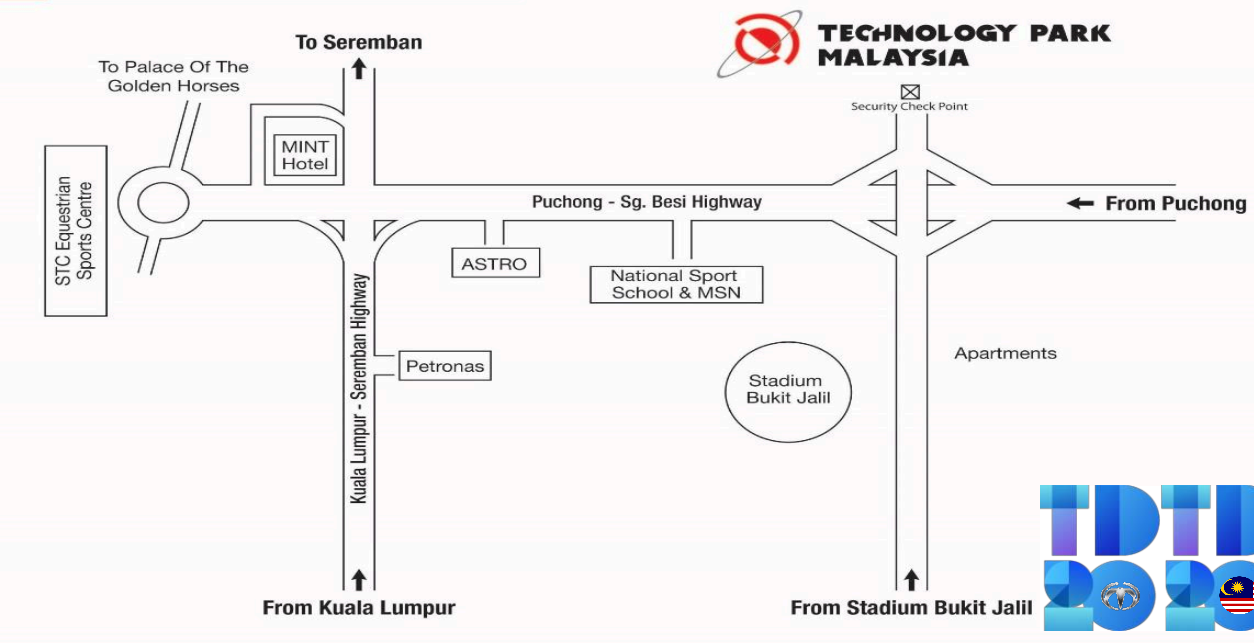 To Seremban
TECHNOLOGY PARK
MALAYSIA
To Palace Of The
Golden Horses
Security Check Point
MINT
Hotel
STC Equestrian
Sports Centre
Puchong - Sg. Besi Highway
From Puchong
ASTRO
National Sport
School & MSN
Kuala Lumpur - Seremban Highway
Petronas
Apartments
Stadium
Bukit Jalil
From Kuala Lumpur
From Stadium Bukit Jalil
TDTD
2020